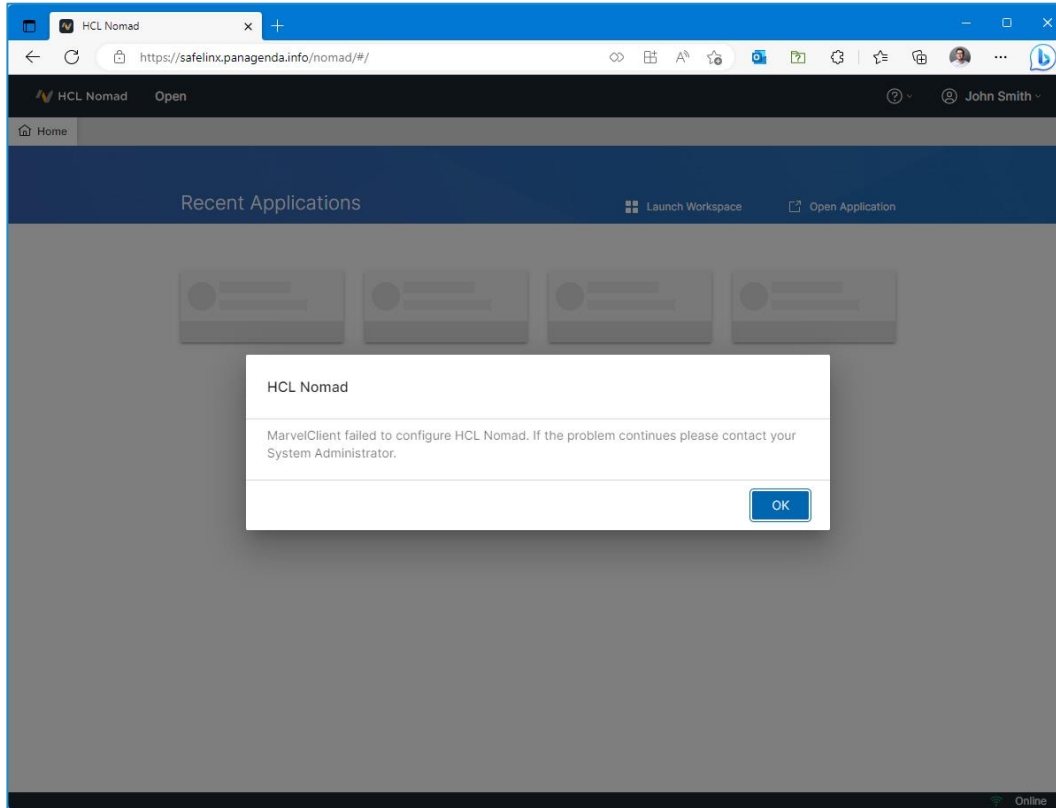 HCL Nomad
https://safelinx.panagenda.info/nomad/#/
HCL Nomad Open John Smith
Home
Recent Applications Launch Workspace Open Application
HCL Nomad
MarvelClient failed to configure HCL Nomad. If the problem continues please contact your
System Administrator.
OK
Online